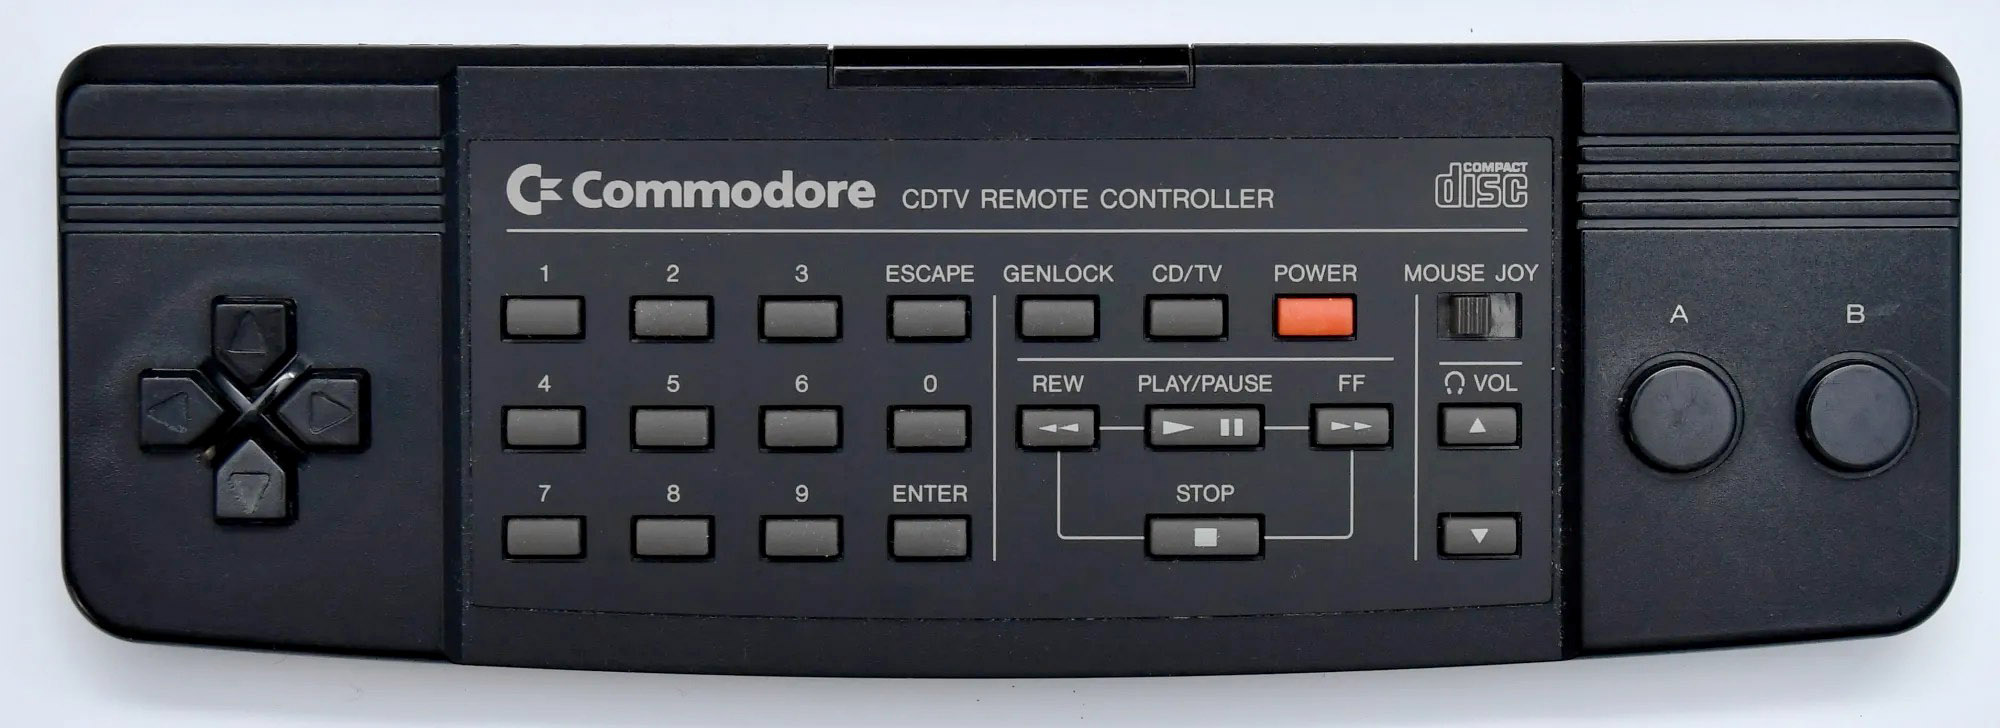 Commodore CDTV REMOTE CONTROLLER COMPACT disc
1 2 3 ESCAPE GENLOCK CD/TV POWER MOUSE JOY
A B
4 5 6 0 REW PLAY/PAUSE FF VOL
7 8 9 ENTER STOP